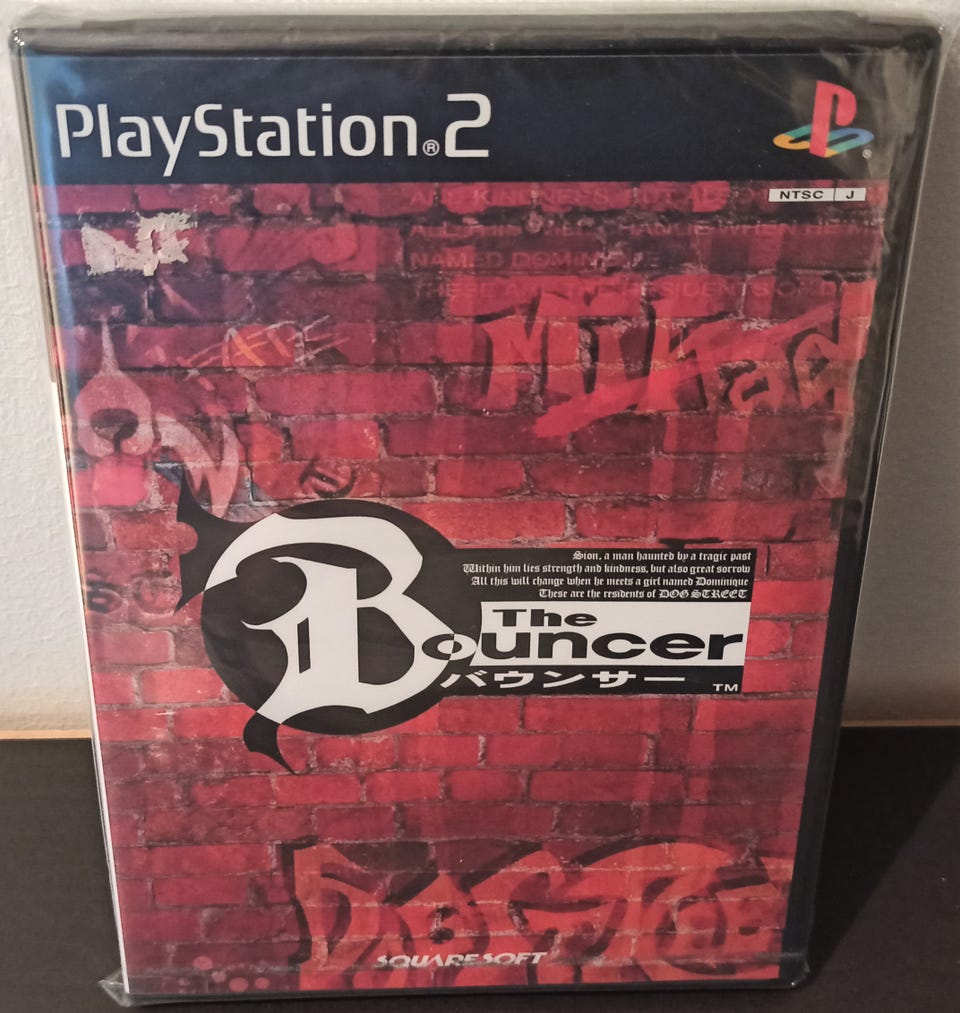 PlayStation®2
NTSC J
NAMED DOMINIQUE
Sion, a man haunted by a tragic past
Within him lies strength and kindness, but also great sorrow
All this will change when he meets a girl named Dominique
These are the residents of DOG STREET
The
Bouncer
バウンサー
TM
SQUARESOFT